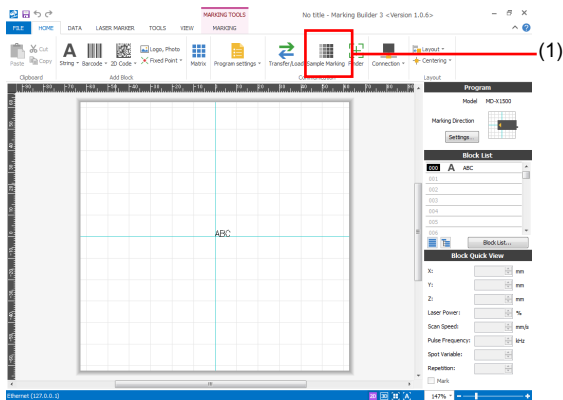 MARKING TOOLS
No title - Marking Builder 3 <Version 1.0.6>
FILE HOME DATA LASER MARKER TOOLS VIEW MARKING
Paste
Cut
Copy
Clipboard
String
Barcode
2D Code
Logo, Photo
Fixed Point
Add Block
Matrix
Program settings
Transfer/Load
Sample Marking
Connection
Layout
Centering
Layout
(1)
Program
Model MD-X1500
Marking Direction
Settings...
Block List
000 A ABC
001
002
003
004
005
006
Block List...
ABC
Block Quick View
X: mm
Y: mm
Z: mm
Laser Power: %
Scan Speed: mm/s
Pulse Frequency: kHz
Spot Variable:
Repetition:
Mark
Ethernet (127.0.0.1)
2D 3D A 147%